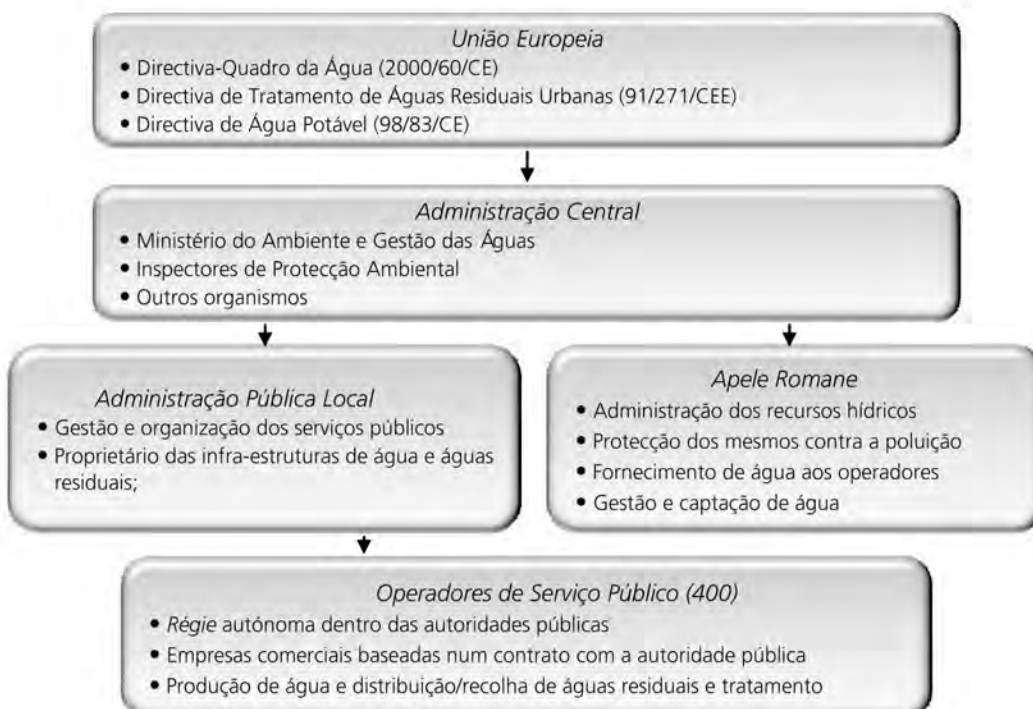 União Europeia
• Directiva-Quadro da Água (2000/60/CE)
• Directiva de Tratamento de Águas Residuais Urbanas (91/271/CEE)
• Directiva de Água Potável (98/83/CE)
Administração Central
• Ministério do Ambiente e Gestão das Águas
• Inspectores de Protecção Ambiental
• Outros organismos
Administração Pública Local
• Gestão e organização dos serviços públicos
• Proprietário das infra-estruturas de água e águas
residuais;
Apele Romane
• Administração dos recursos hídricos
• Protecção dos mesmos contra a poluição
• Fornecimento de água aos operadores
• Gestão e captação de água
Operadores de Serviço Público (400)
• Régie autónoma dentro das autoridades públicas
• Empresas comerciais baseadas num contrato com a autoridade pública
• Produção de água e distribuição/recolha de águas residuais e tratamento